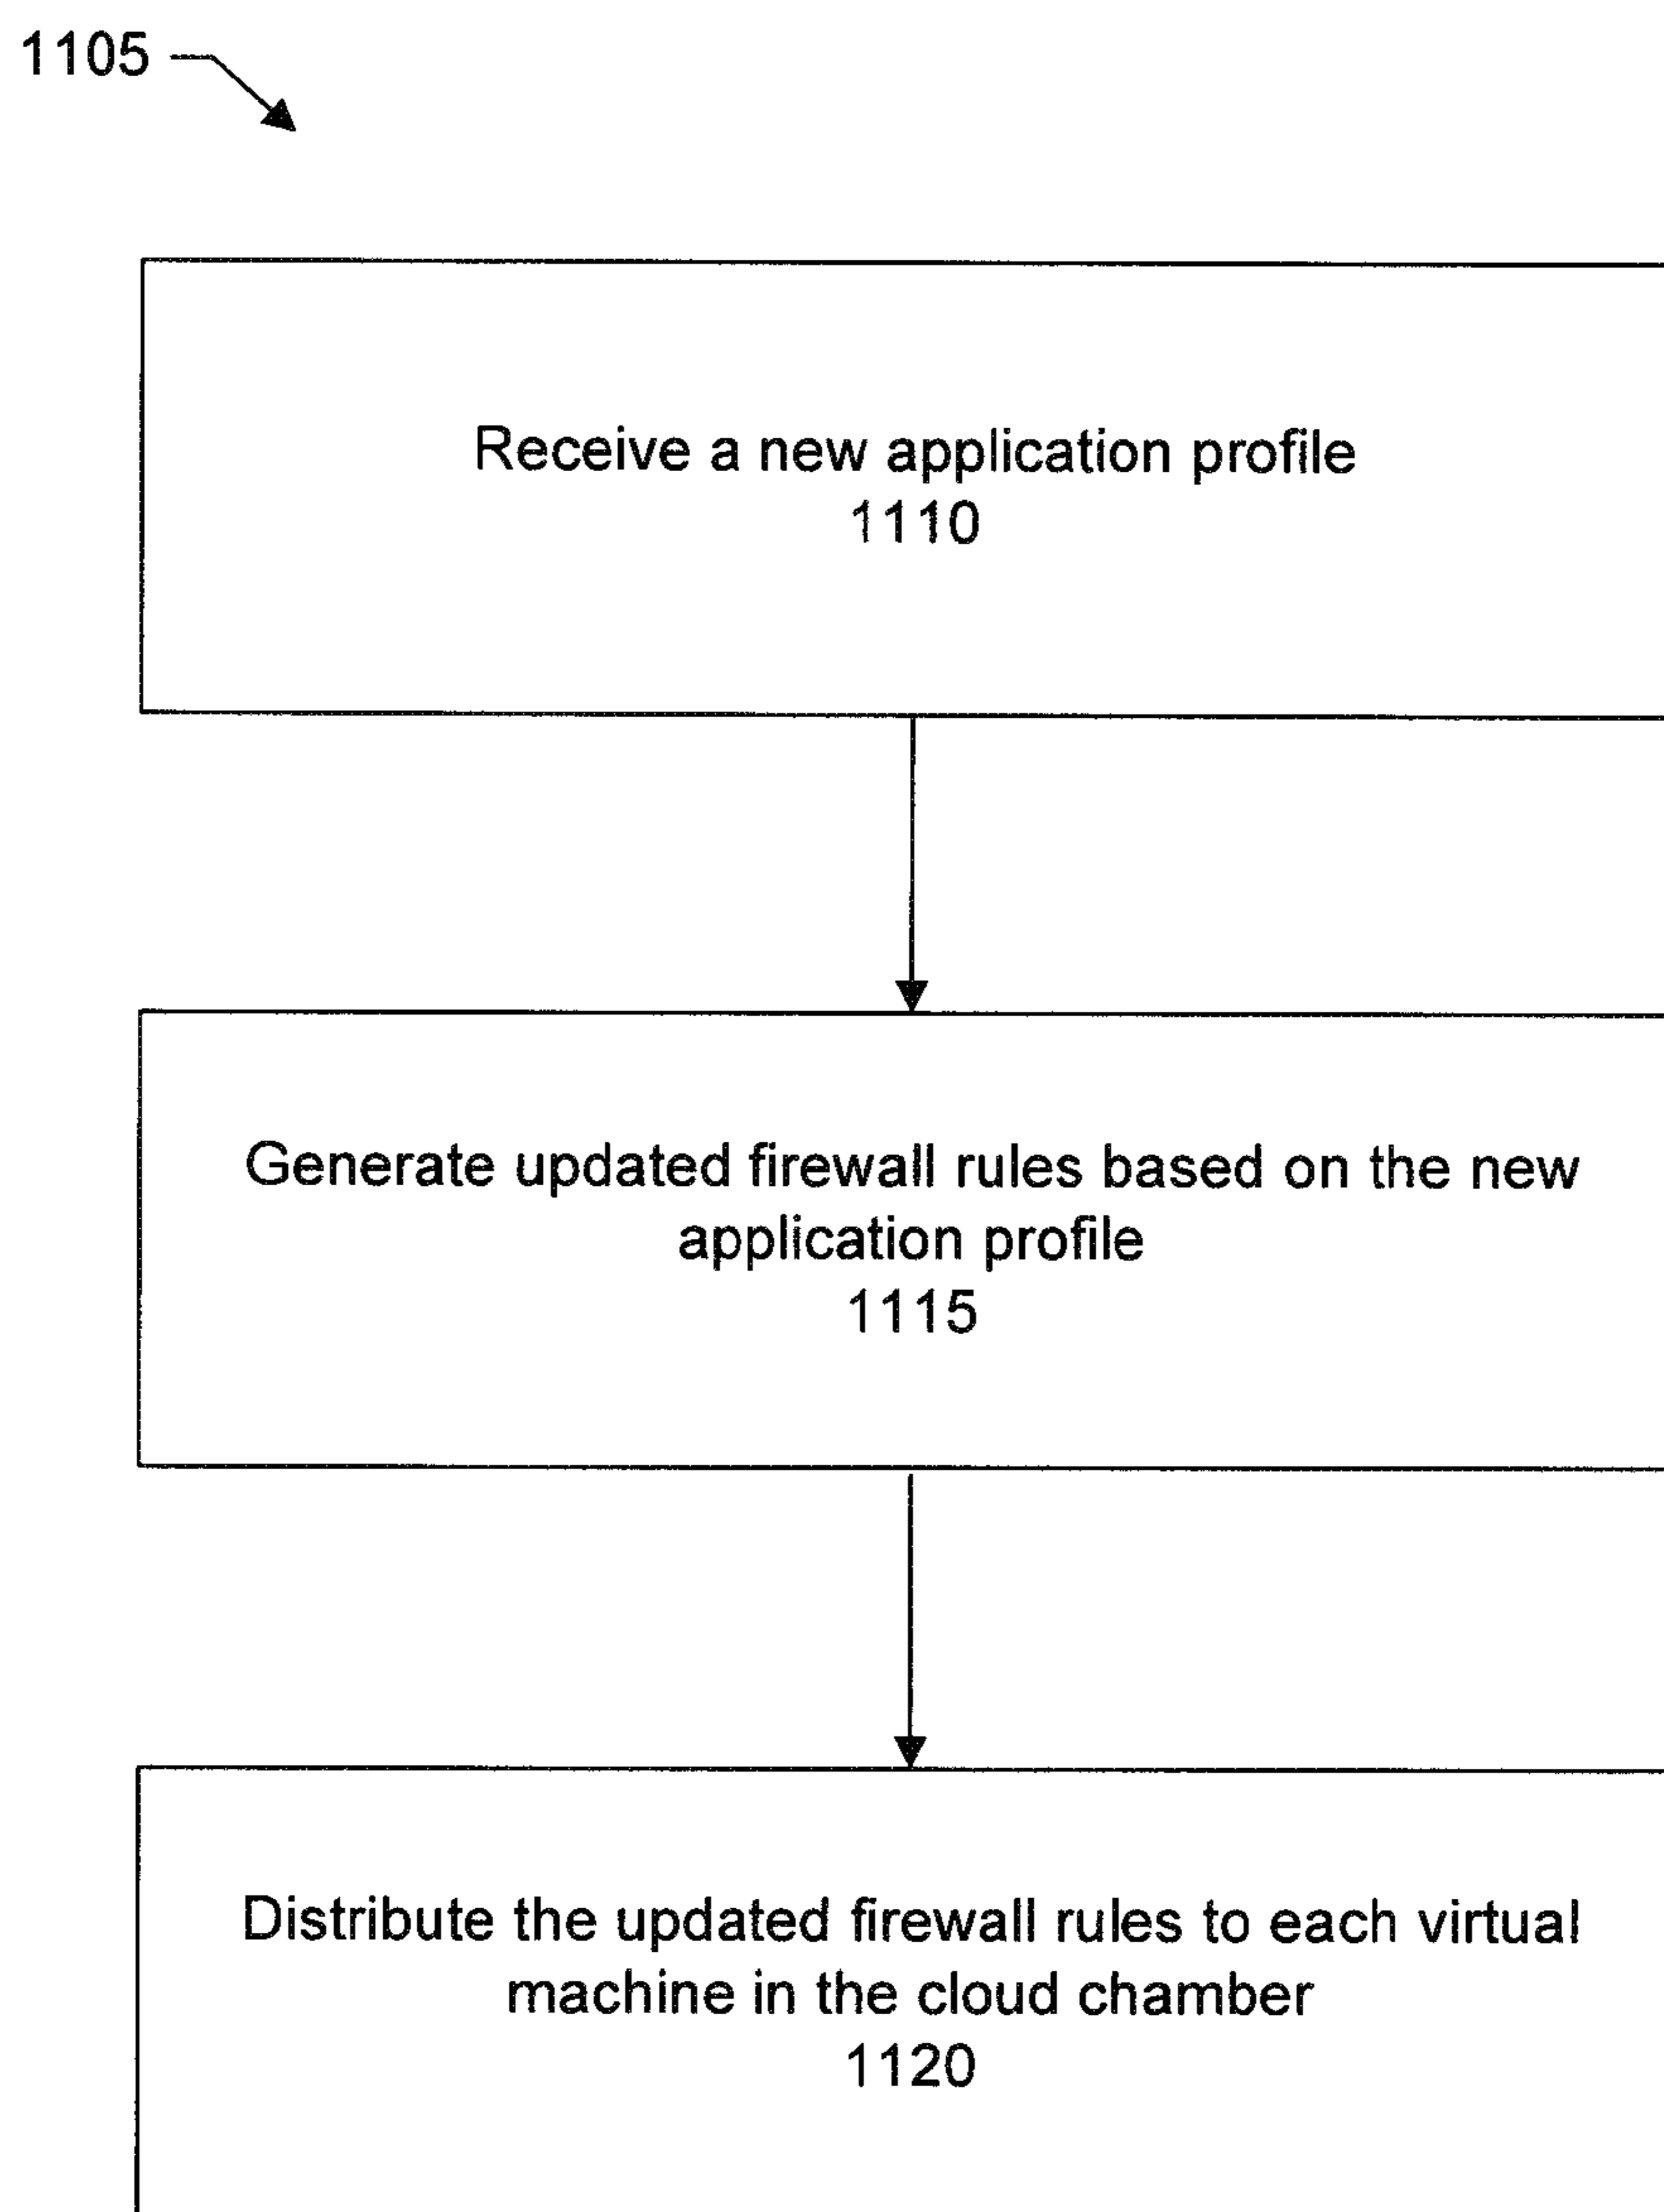 1105
Receive a new application profile
1110
Generate updated firewall rules based on the new
application profile
1115
Distribute the updated firewall rules to each virtual
machine in the cloud chamber
1120